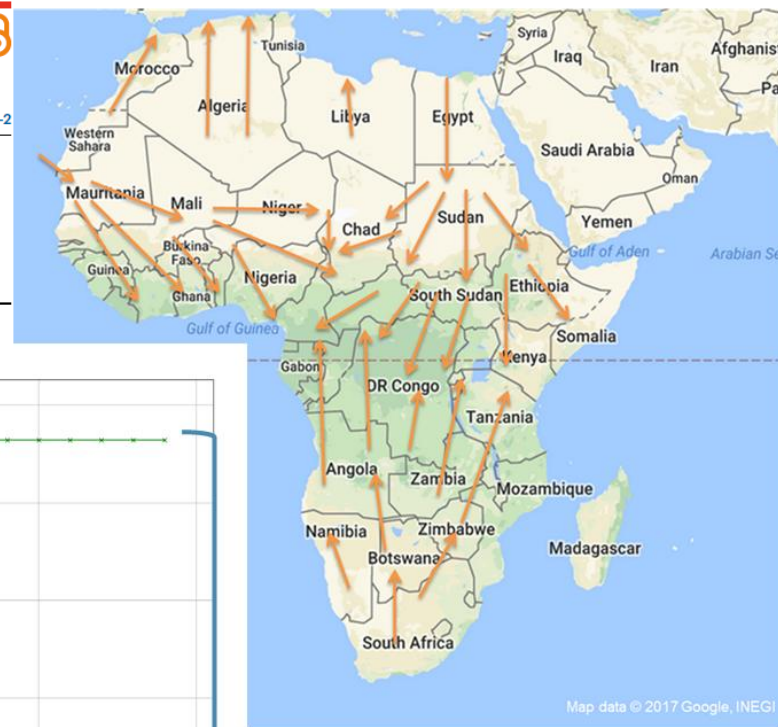 Syria
Afghanis
Tunisia
Iraq
Iran
Morocco
Pa
Algeria
Libya
Egypt
-2
Western
Sahara
Saudi Arabia
Oman
Mauritania
Mali
Niger
Chad
Sudan
Yemen
Gulf of Aden
Arabian Se
Burkina
Faso
Guinea
Nigeria
Ethiopia
Ghana
South Sudan
Gulf of Guinea
Somalia
Kenya
Gabon
DR Congo
Tanzania
Angola
Zambia
Mozambique
Namibia
Zimbabwe
Madagascar
Botswana
South Africa
Map data © 2017 Google, INEGI